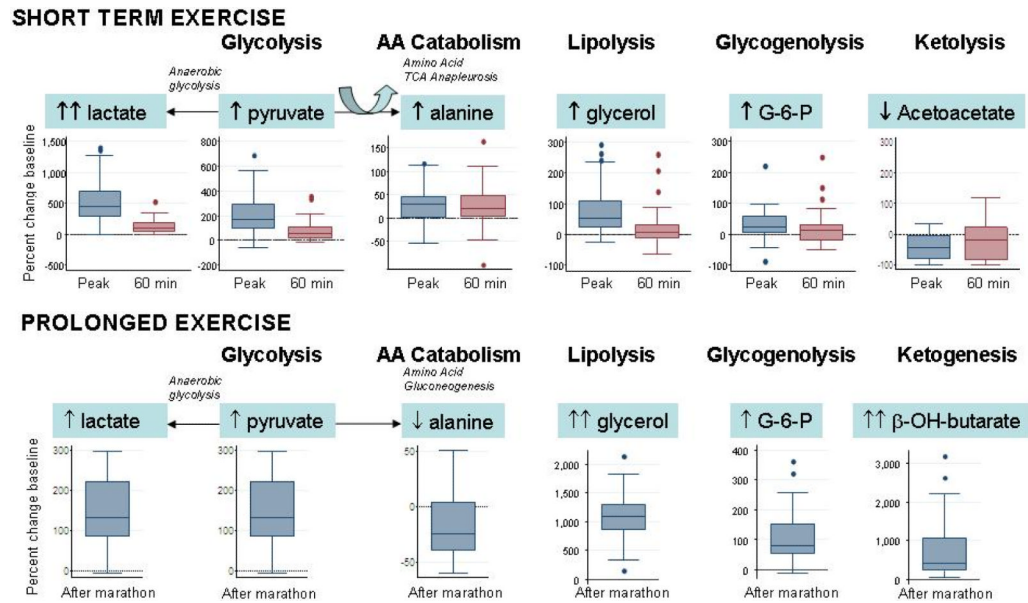 SHORT TERM EXERCISE
Glycolysis AA Catabolism Lipolysis Glycogenolysis Ketolysis
Anaerobic glycolysis
Amino Acid
TCA Anapleurosis
↑↑ lactate ↑ pyruvate ↑ alanine ↑ glycerol ↑ G-6-P ↓ Acetoacetate
Percent change baseline
1,500 1,000 500 0 -500
800 600 400 200 0 -200
150 100 50 0 -50
300 200 100 0 -100
300 200 100 0 -100
300 200 100 0 -100
Peak 60 min Peak 60 min Peak 60 min Peak 60 min Peak 60 min Peak 60 min
PROLONGED EXERCISE
Glycolysis AA Catabolism Lipolysis Glycogenolysis Ketogenesis
Anaerobic glycolysis
Amino Acid
Gluconeogenesis
↑ lactate ↑ pyruvate ↓ alanine ↑↑ glycerol ↑ G-6-P ↑↑ β-OH-butarate
Percent change baseline
300 200 100 0
300 200 100 0
50 0 -50
2,000 1,500 1,000 500 0
400 300 200 100 0
3,000 2,000 1,000 0
After marathon After marathon After marathon After marathon After marathon After marathon